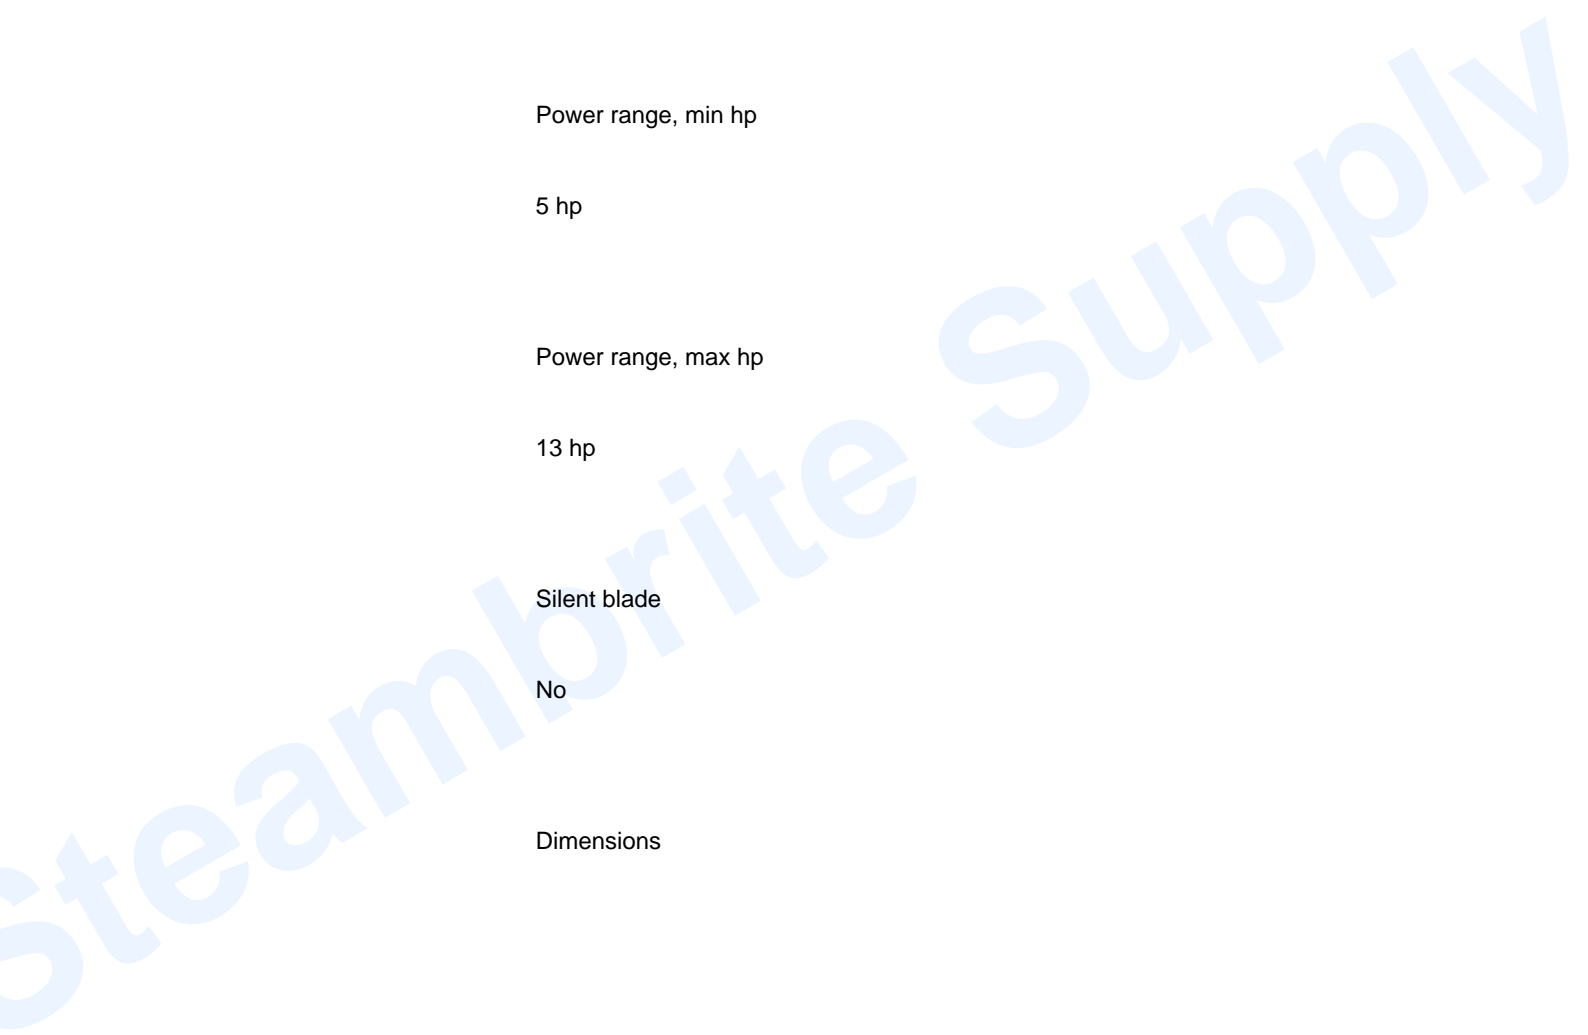 Power range, min hp
5 hp
Power range, max hp
13 hp
Silent blade
No
Dimensions
Steambrite Supply